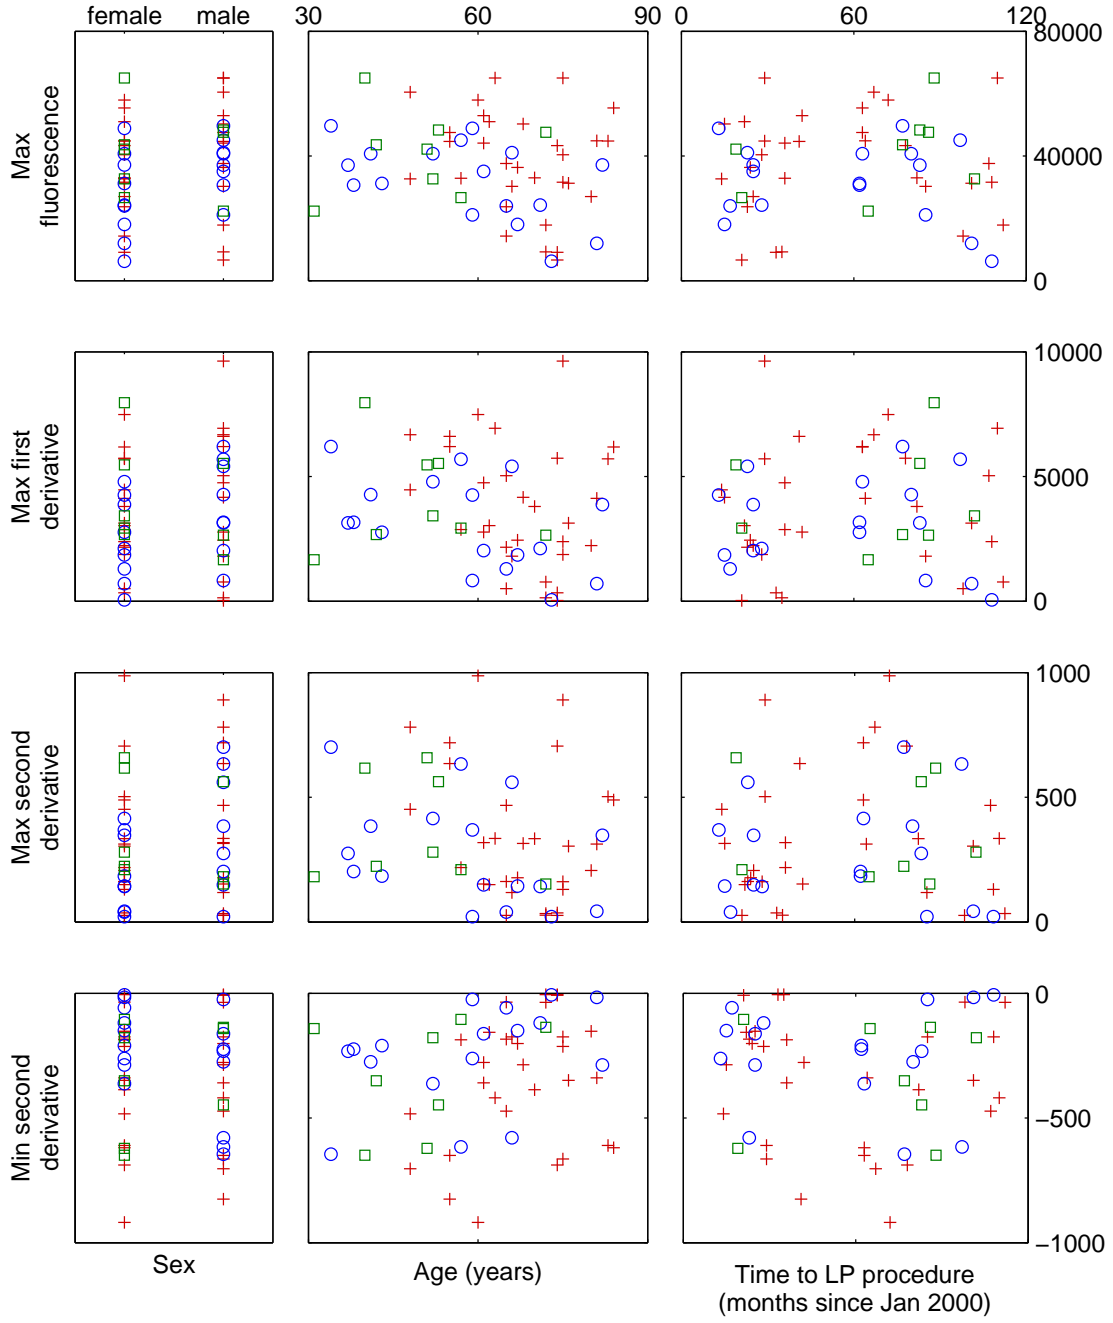 female male 30 60 90 0 60 120
80000
Max
fluorescence
40000
0
10000
Max first
derivative
5000
0
1000
Max second
derivative
500
0
0
Min second
derivative
−500
−1000
Sex
Age (years)
Time to LP procedure
(months since Jan 2000)